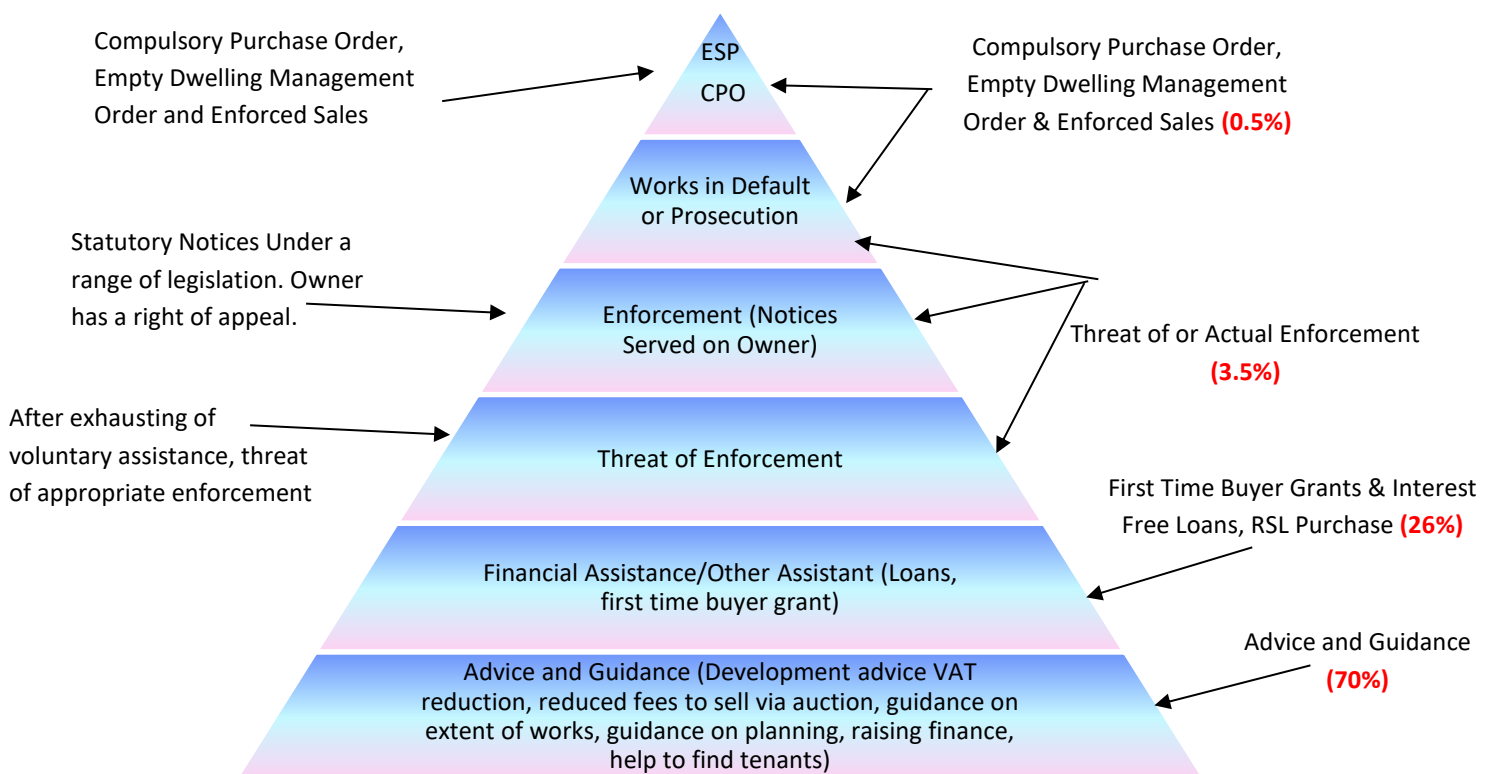 Compulsory Purchase Order,
Empty Dwelling Management
Order and Enforced Sales
ESP
CPO
Compulsory Purchase Order,
Empty Dwelling Management
Order & Enforced Sales (0.5%)
Works in Default
or Prosecution
Statutory Notices Under a
range of legislation. Owner
has a right of appeal.
Enforcement (Notices
Served on Owner)
Threat of or Actual Enforcement
(3.5%)
After exhausting of
voluntary assistance, threat
of appropriate enforcement
Threat of Enforcement
First Time Buyer Grants & Interest
Free Loans, RSL Purchase (26%)
Financial Assistance/Other Assistant (Loans,
first time buyer grant)
Advice and Guidance
(70%)
Advice and Guidance (Development advice VAT
reduction, reduced fees to sell via auction, guidance on
extent of works, guidance on planning, raising finance,
help to find tenants)